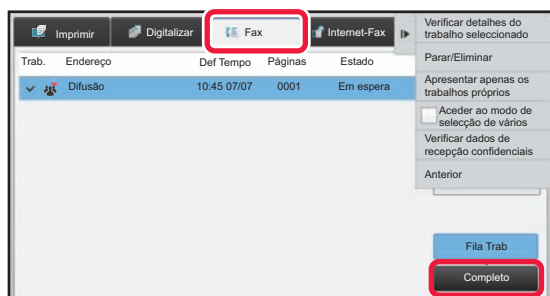 Imprimir Digitalizar Fax Internet-Fax
Trab. Endereço Def Tempo Páginas Estado
Difusão 10:45 07/07 0001 Em espera
Verificar detalhes do
trabalho seleccionado
Parar/Eliminar
Apresentar apenas os
trabalhos próprios
Aceder ao modo de
selecção de vários
Verificar dados de
recepção confidenciais
Anterior
Fila Trab
Completo